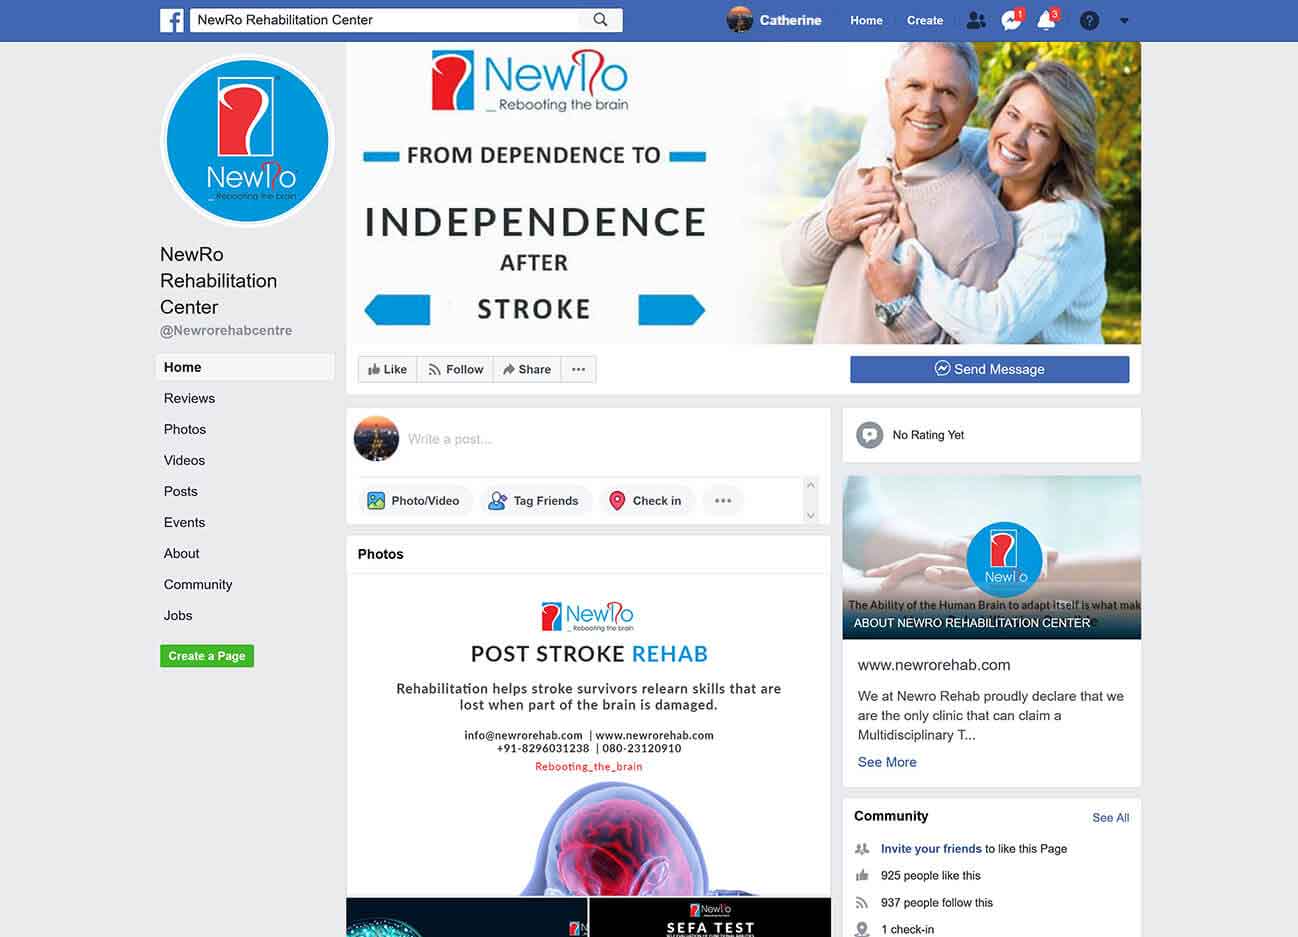 NewRo Rehabilitation Center
Catherine
Home
Create
1
3
?
NewRo
_ Rebooting the brain
NewRo
_ Rebooting the brain
FROM DEPENDENCE TO
INDEPENDENCE
AFTER
STROKE
NewRo
Rehabilitation
Center
@Newrorehabcentre
Home
Reviews
Photos
Videos
Posts
Events
About
Community
Jobs
Create a Page
Like
Follow
Share
Send Message
Write a post...
Photo/Video
Tag Friends
Check in
Photos
NewRo
_ Rebooting the brain
POST STROKE REHAB
Rehabilitation helps stroke survivors relearn skills that are
lost when part of the brain is damaged.
info@newrorehab.com | www.newrorehab.com
+91-8296031238 | 080-23120910
Rebooting_the_brain
NewRo
SEFA TEST
No Rating Yet
NewRo
The Ability of the Human Brain to adapt itself is what mak
ABOUT NEWRO REHABILITATION CENTER
www.newrorehab.com
We at Newro Rehab proudly declare that we
are the only clinic that can claim a
Multidisciplinary T...
See More
Community
See All
Invite your friends to like this Page
925 people like this
937 people follow this
1 check-in